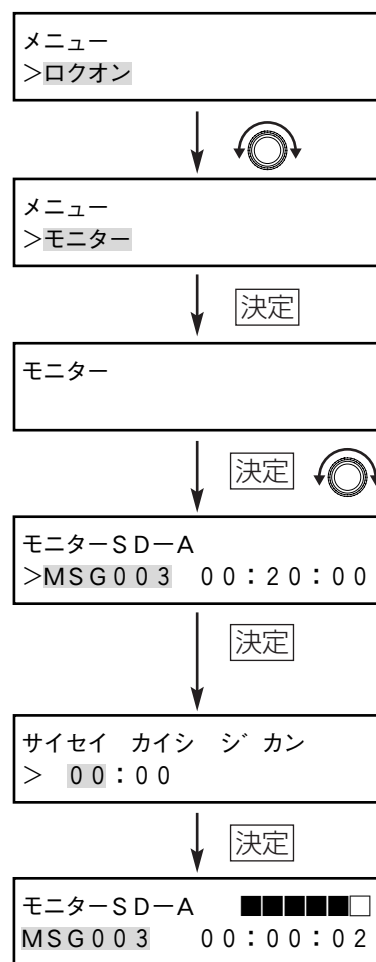 メニュー
>ロクオン
メニュー
>モニター
決定
モニター
決定
モニターSD-A
>MSG003 00:20:00
決定
サイセイ カイシ ジカン
> 00:00
決定
モニターSD-A ■■■■■□
MSG003 00:00:02